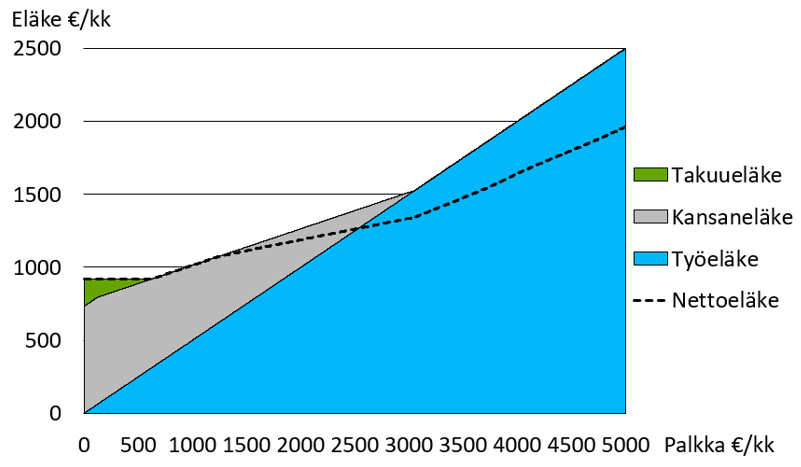 Eläke €/kk
2500
2000
1500
1000
500
0
0 500 1000 1500 2000 2500 3000 3500 4000 4500 5000 Palkka €/kk
Takuueläke
Kansaneläke
Työeläke
Nettoeläke